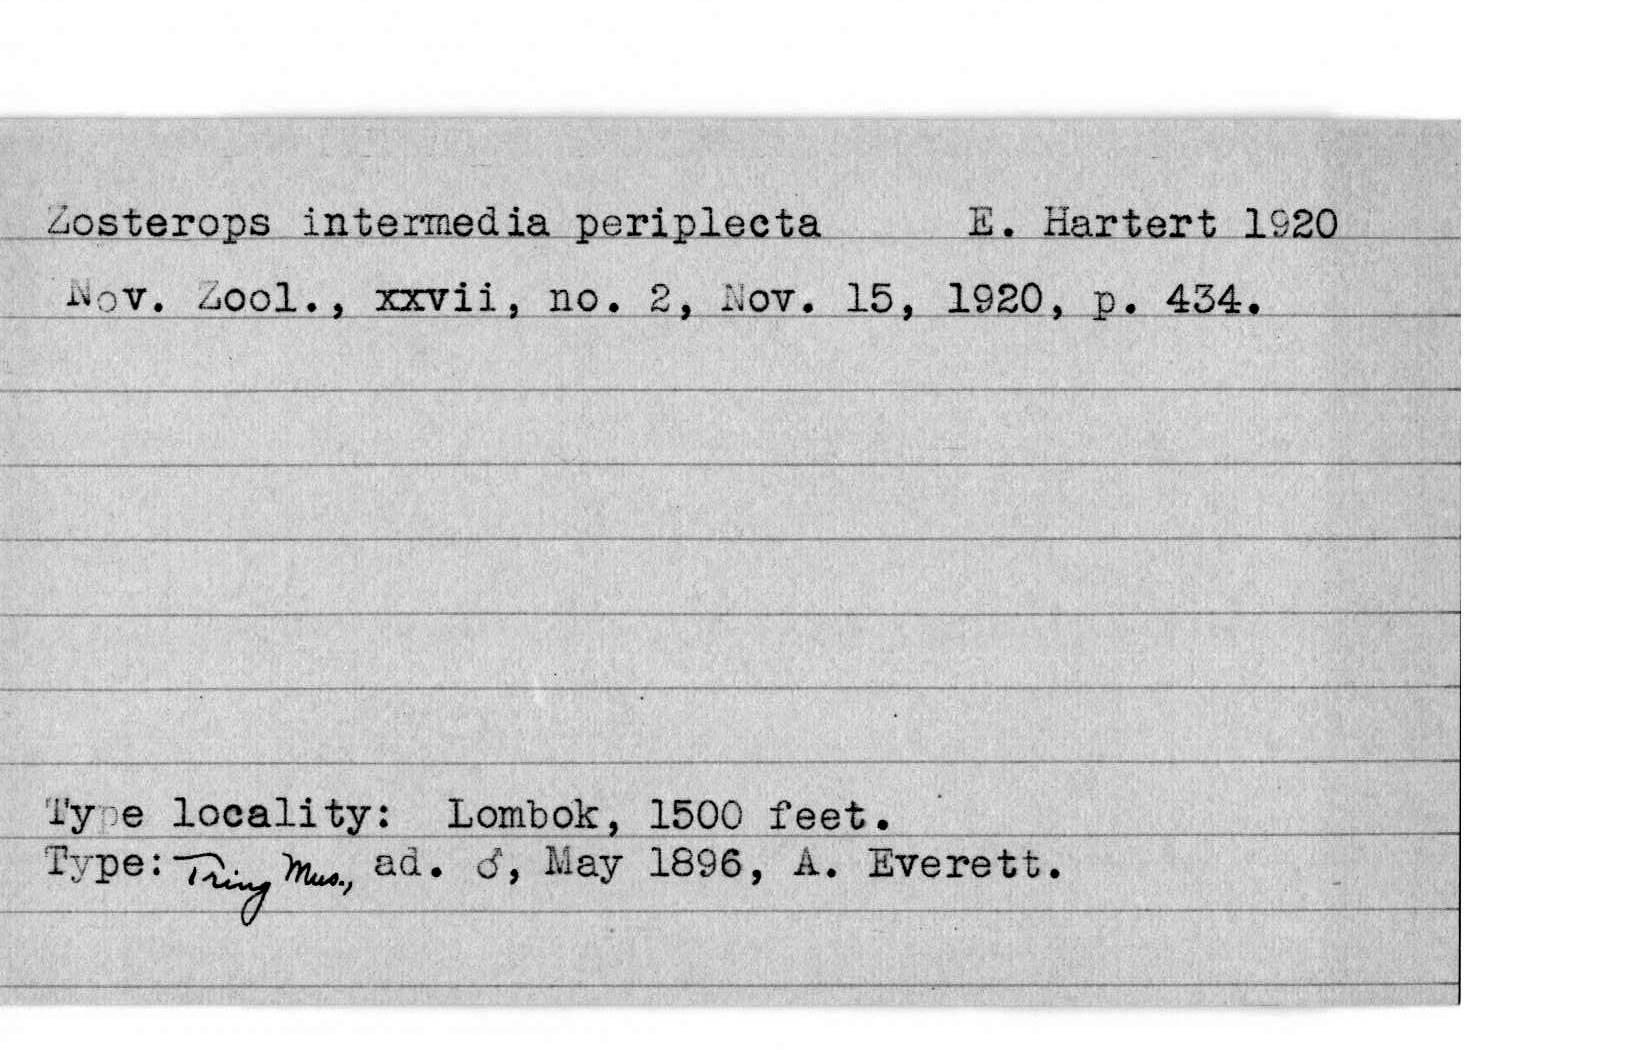 Zosterops intermedia periplecta E. Hartert 1920
Nov. Zool., xxvii, no. 2, Nov. 15, 1920, p. 434.
Type locality: Lombok, 1500 feet.
Type: Tring Mus., ad. ♂, May 1896, A. Everett.